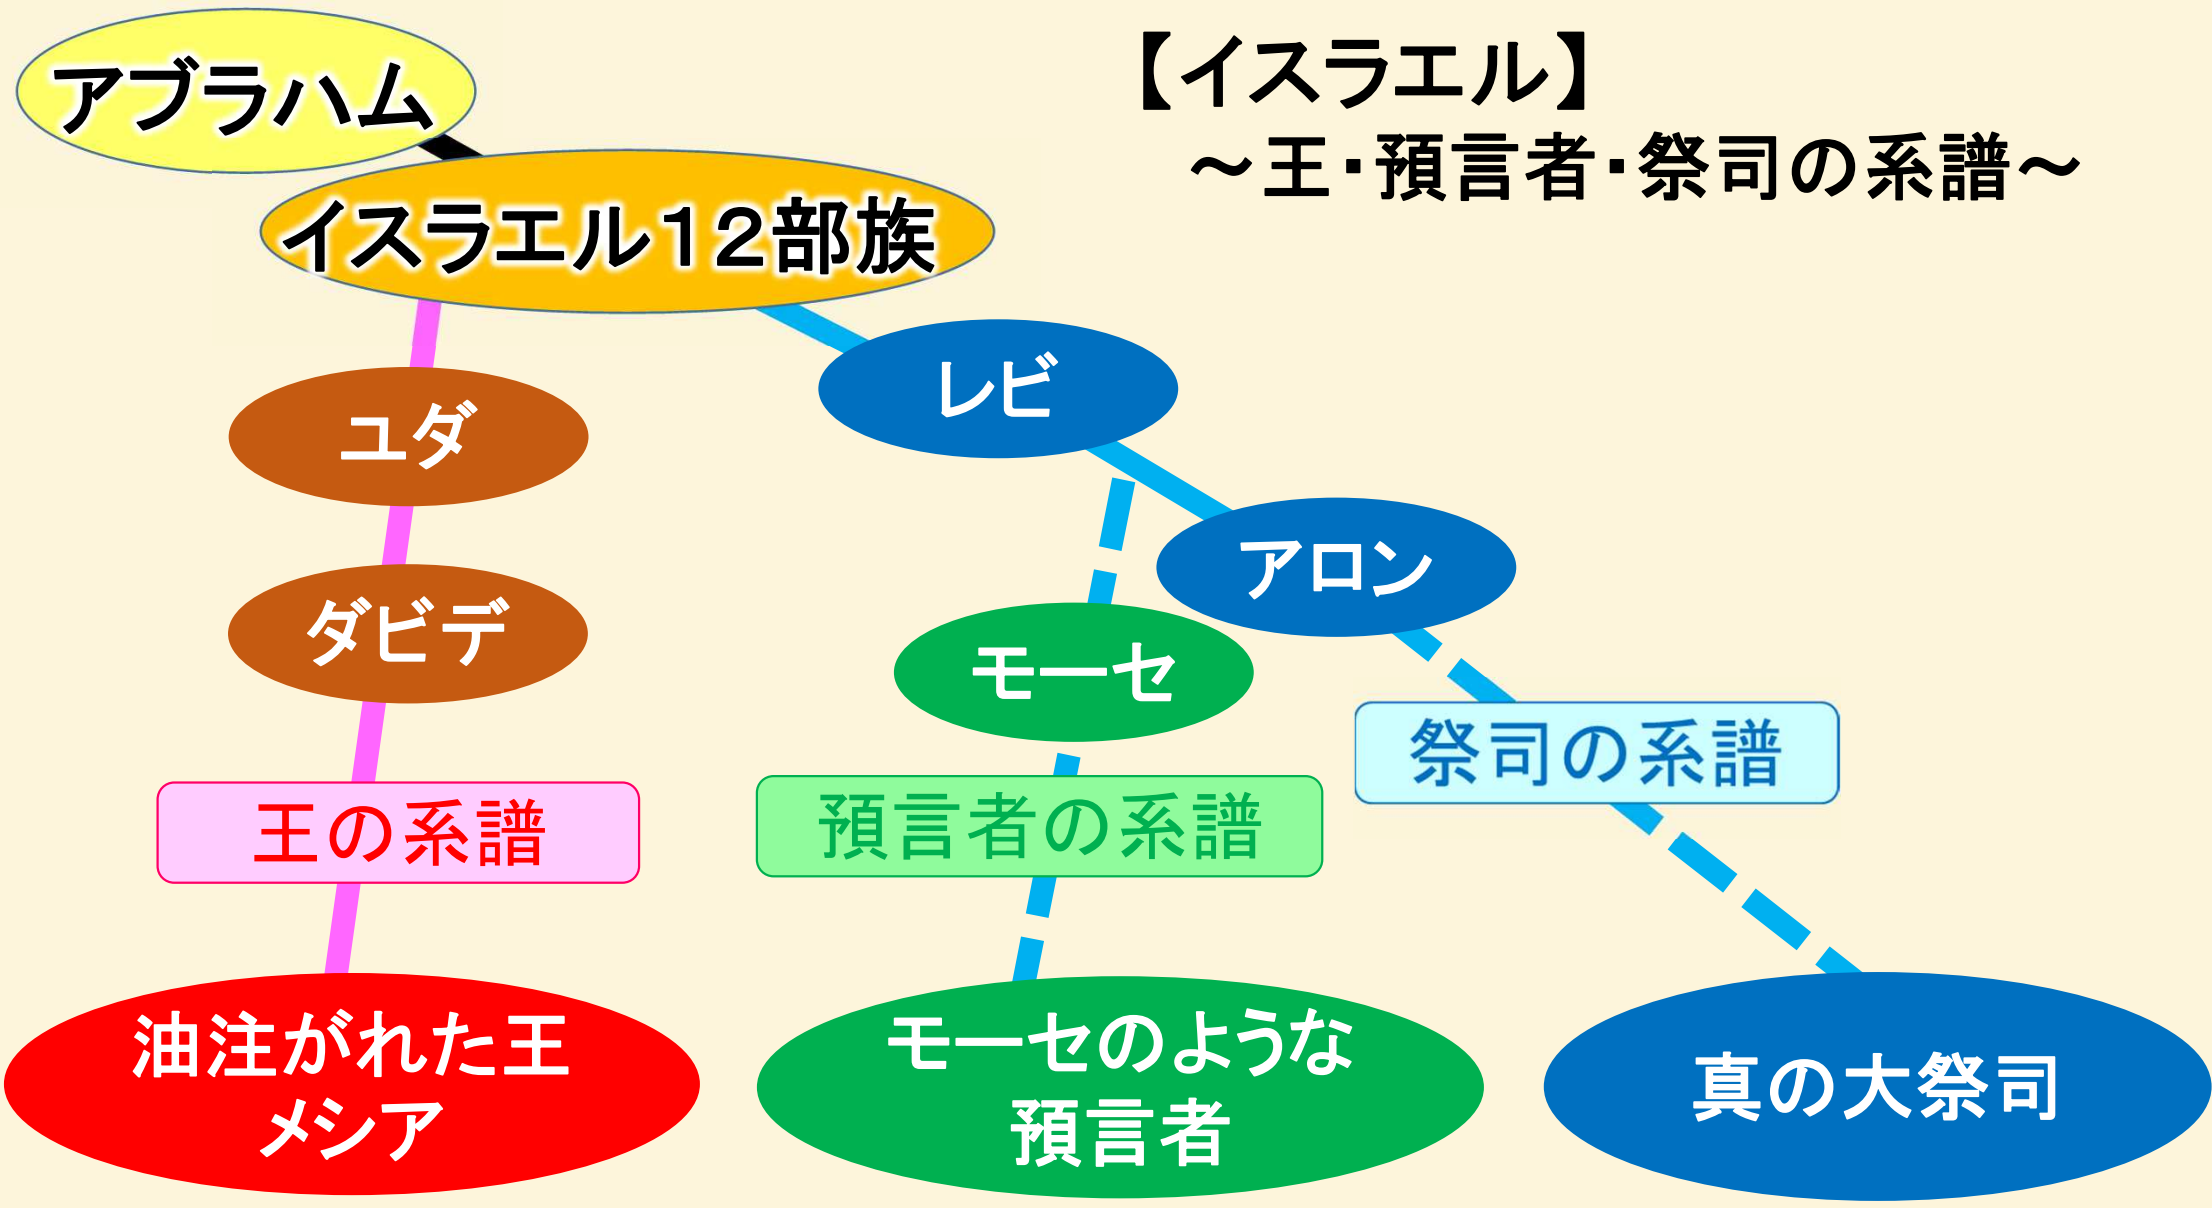 アブラハム
【イスラエル】
～王・預言者・祭司の系譜～
イスラエル１２部族
レビ
ユダ
アロン
ダビデ
モーセ
祭司の系譜
王の系譜
預言者の系譜
油注がれた王
メシア
モーセのような
預言者
真の大祭司